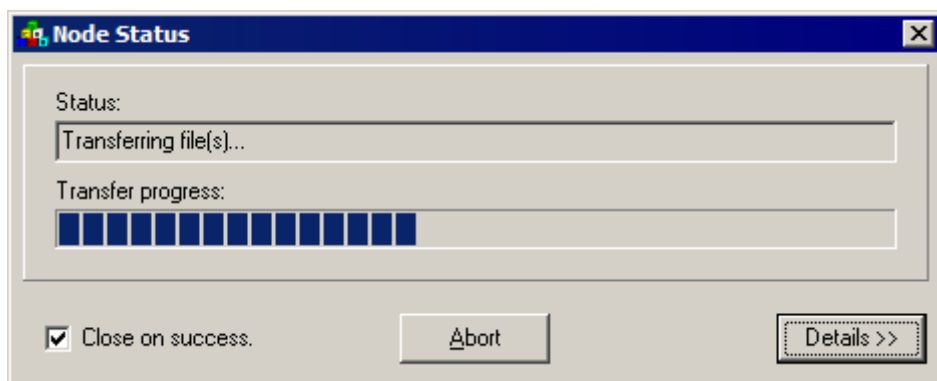 Node Status
Status:
Transferring file(s)...
Transfer progress:
Close on success.
Abort
Details >>